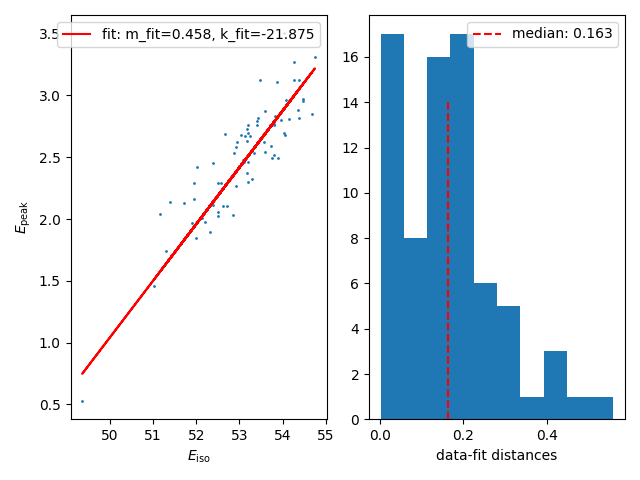 fit: m_fit=0.458, k_fit=-21.875
3.5
3.0
2.5
2.0
1.5
1.0
0.5
E_peak
50 51 52 53 54 55
E_iso
median: 0.163
16
14
12
10
8
6
4
2
0
0.0 0.2 0.4
data-fit distances